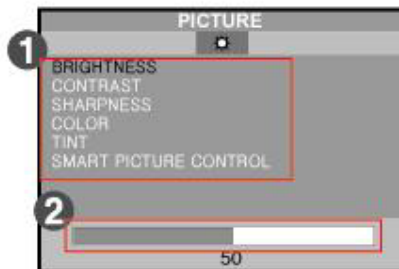 PICTURE
1
BRIGHTNESS
CONTRAST
SHARPNESS
COLOR
TINT
SMART PICTURE CONTROL
2
50